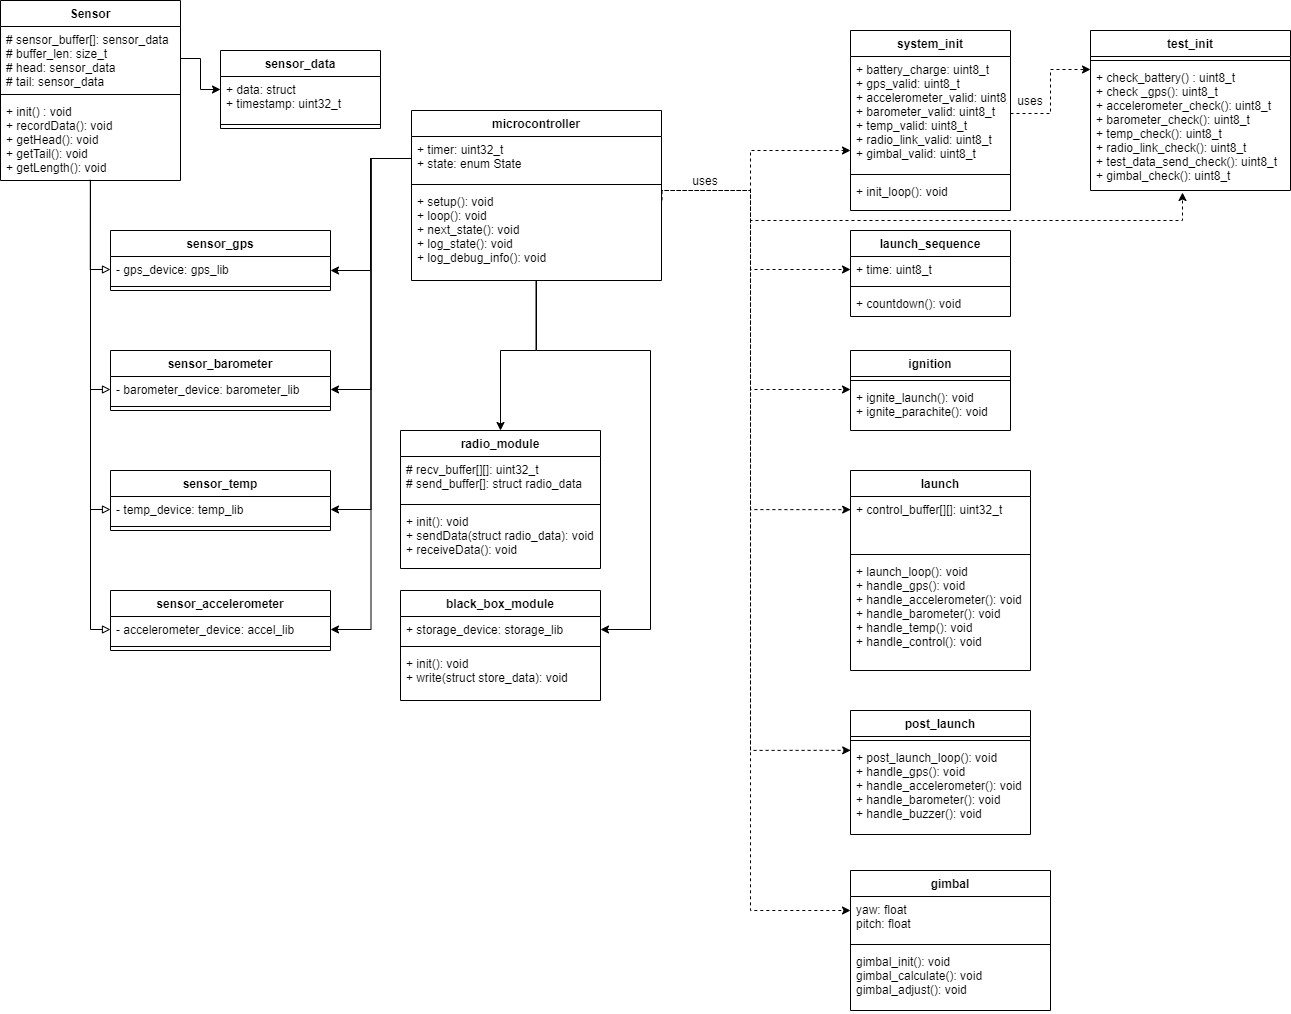 Sensor
# sensor_buffer[]: sensor_data
# buffer_len: size_t
# head: sensor_data
# tail: sensor_data
+ init() : void
+ recordData(): void
+ getHead(): void
+ getTail(): void
+ getLength(): void
sensor_data
+ data: struct
+ timestamp: uint32_t
microcontroller
+ timer: uint32_t
+ state: enum State
+ setup(): void
+ loop(): void
+ next_state(): void
+ log_state(): void
+ log_debug_info(): void
uses
system_init
+ battery_charge: uint8_t
+ gps_valid: uint8_t
+ accelerometer_valid: uint8
+ barometer_valid: uint8_t
+ temp_valid: uint8_t
+ radio_link_valid: uint8_t
+ gimbal_valid: uint8_t
+ init_loop(): void
uses
test_init
+ check_battery() : uint8_t
+ check _gps(): uint8_t
+ accelerometer_check(): uint8_t
+ barometer_check(): uint8_t
+ temp_check(): uint8_t
+ radio_link_check(): uint8_t
+ test_data_send_check(): uint8_t
+ gimbal_check(): uint8_t
sensor_gps
- gps_device: gps_lib
launch_sequence
+ time: uint8_t
+ countdown(): void
sensor_barometer
- barometer_device: barometer_lib
ignition
+ ignite_launch(): void
+ ignite_parachite(): void
radio_module
# recv_buffer[][]: uint32_t
# send_buffer[]: struct radio_data
+ init(): void
+ sendData(struct radio_data): void
+ receiveData(): void
sensor_temp
- temp_device: temp_lib
launch
+ control_buffer[][]: uint32_t
+ launch_loop(): void
+ handle_gps(): void
+ handle_accelerometer(): void
+ handle_barometer(): void
+ handle_temp(): void
+ handle_control(): void
sensor_accelerometer
- accelerometer_device: accel_lib
black_box_module
+ storage_device: storage_lib
+ init(): void
+ write(struct store_data): void
post_launch
+ post_launch_loop(): void
+ handle_gps(): void
+ handle_accelerometer(): void
+ handle_barometer(): void
+ handle_buzzer(): void
gimbal
yaw: float
pitch: float
gimbal_init(): void
gimbal_calculate(): void
gimbal_adjust(): void